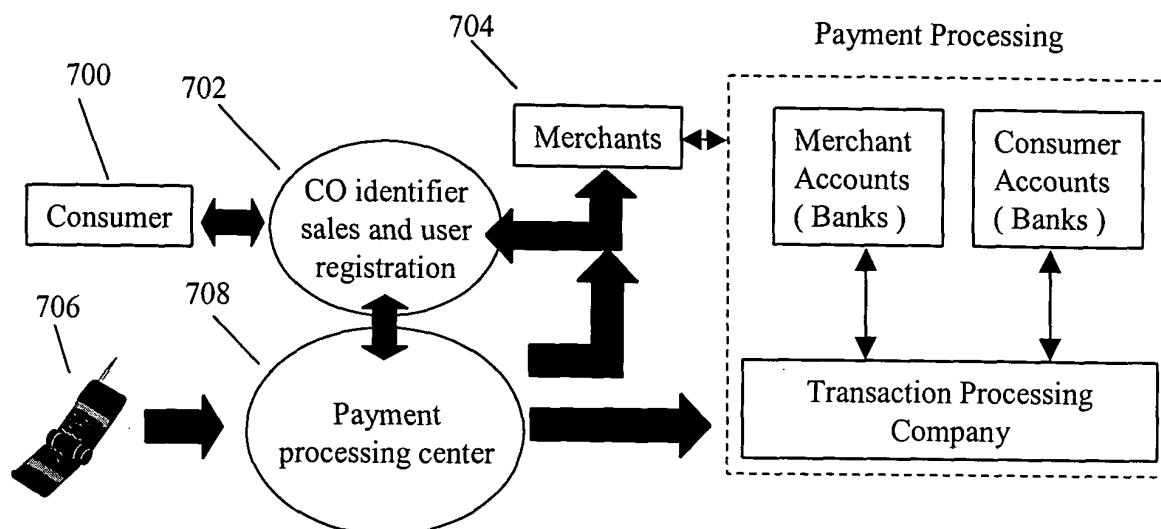 704
Payment Processing
700
702
Merchants
Merchant
Accounts
( Banks )
Consumer
Accounts
( Banks )
Consumer
CO identifier
sales and user
registration
706
708
Payment
processing center
Transaction Processing
Company